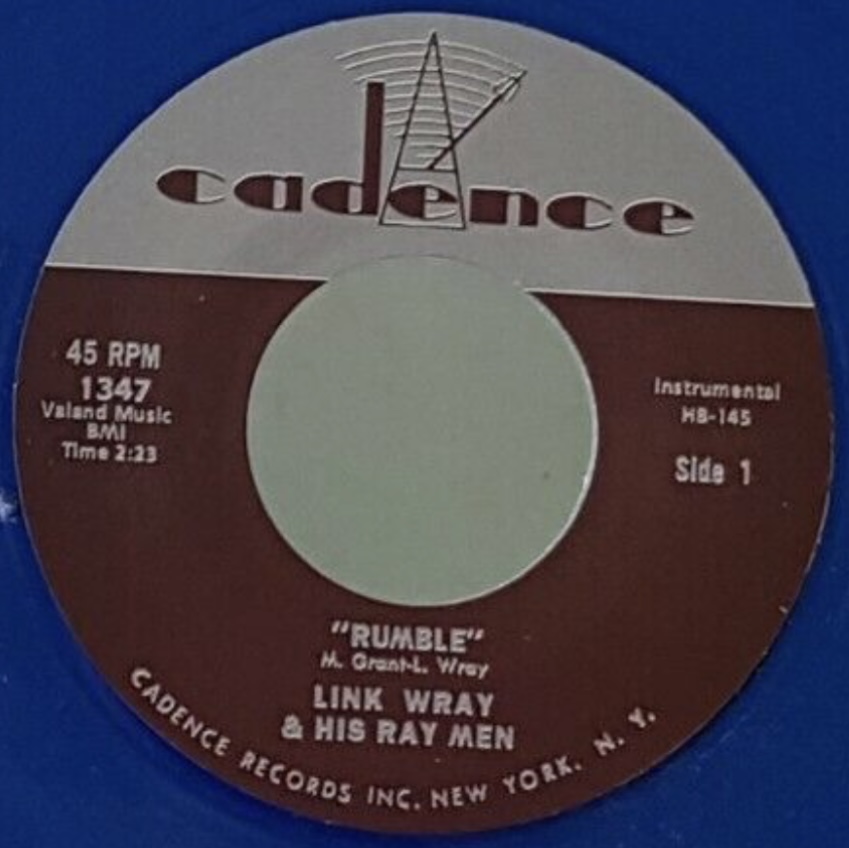 cadence
45 RPM
1347
Valand Music
BMI
Time 2:23
Instrumental
HB-145
Side 1
"RUMBLE"
M. Grant-L. Wray
LINK WRAY
& HIS RAY MEN
CADENCE RECORDS INC. NEW YORK. N. Y.